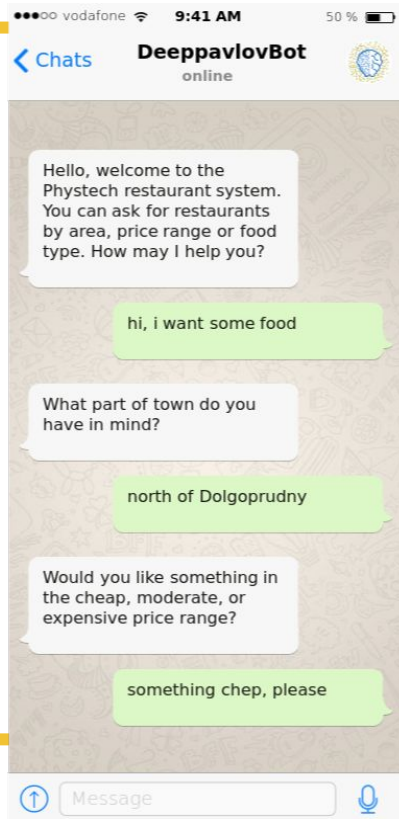 vodafone 9:41 AM 50 %
Chats DeeppavlovBot
online
Hello, welcome to the
Phystech restaurant system.
You can ask for restaurants
by area, price range or food
type. How may I help you?
hi, i want some food
What part of town do you
have in mind?
north of Dolgoprudny
Would you like something in
the cheap, moderate, or
expensive price range?
something chep, please
Message